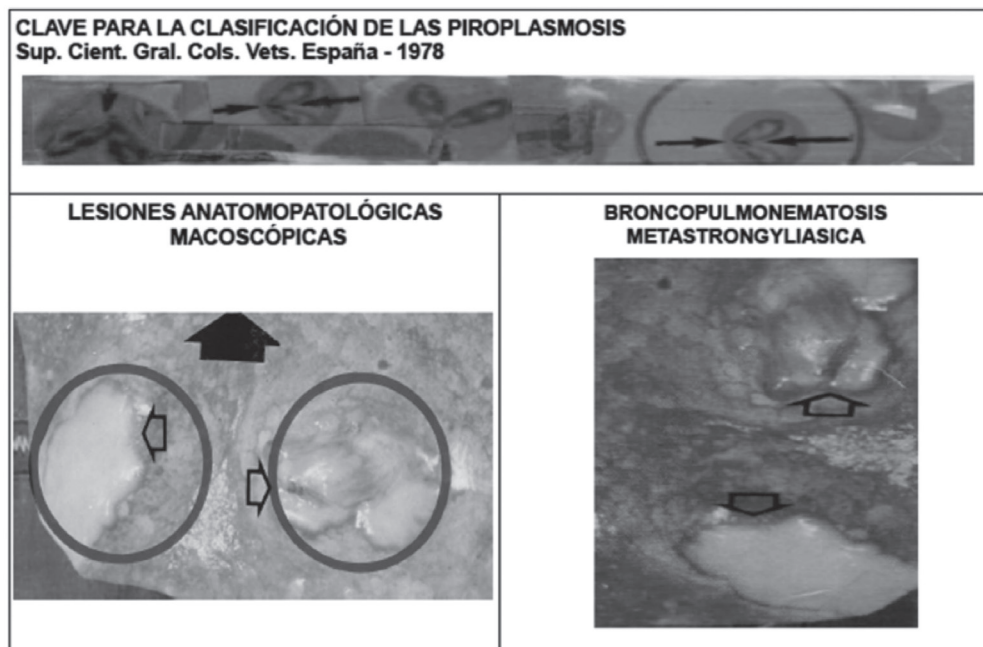 CLAVE PARA LA CLASIFICACIÓN DE LAS PIROPLASMOSIS
Sup. Cient. Gral. Cols. Vets. España - 1978
LESIONES ANATOMOPATOLÓGICAS
MACOSCÓPICAS
BRONCOPULMONEMATOSIS
METASTRONGYLIASICA